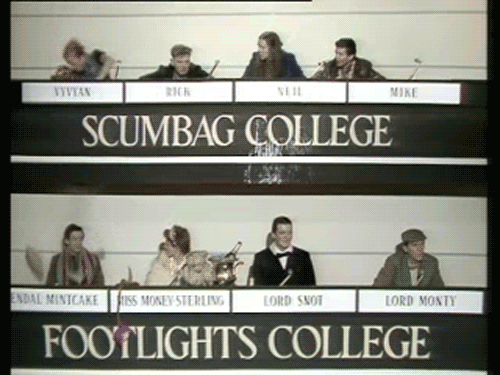 VYVYAN RICK NEIL MIKE
SCUMBAG COLLEGE
ENDAL MINTCAKE MISS MONEY-STERLING LORD SNOT LORD MONTY
FOOTLIGHTS COLLEGE